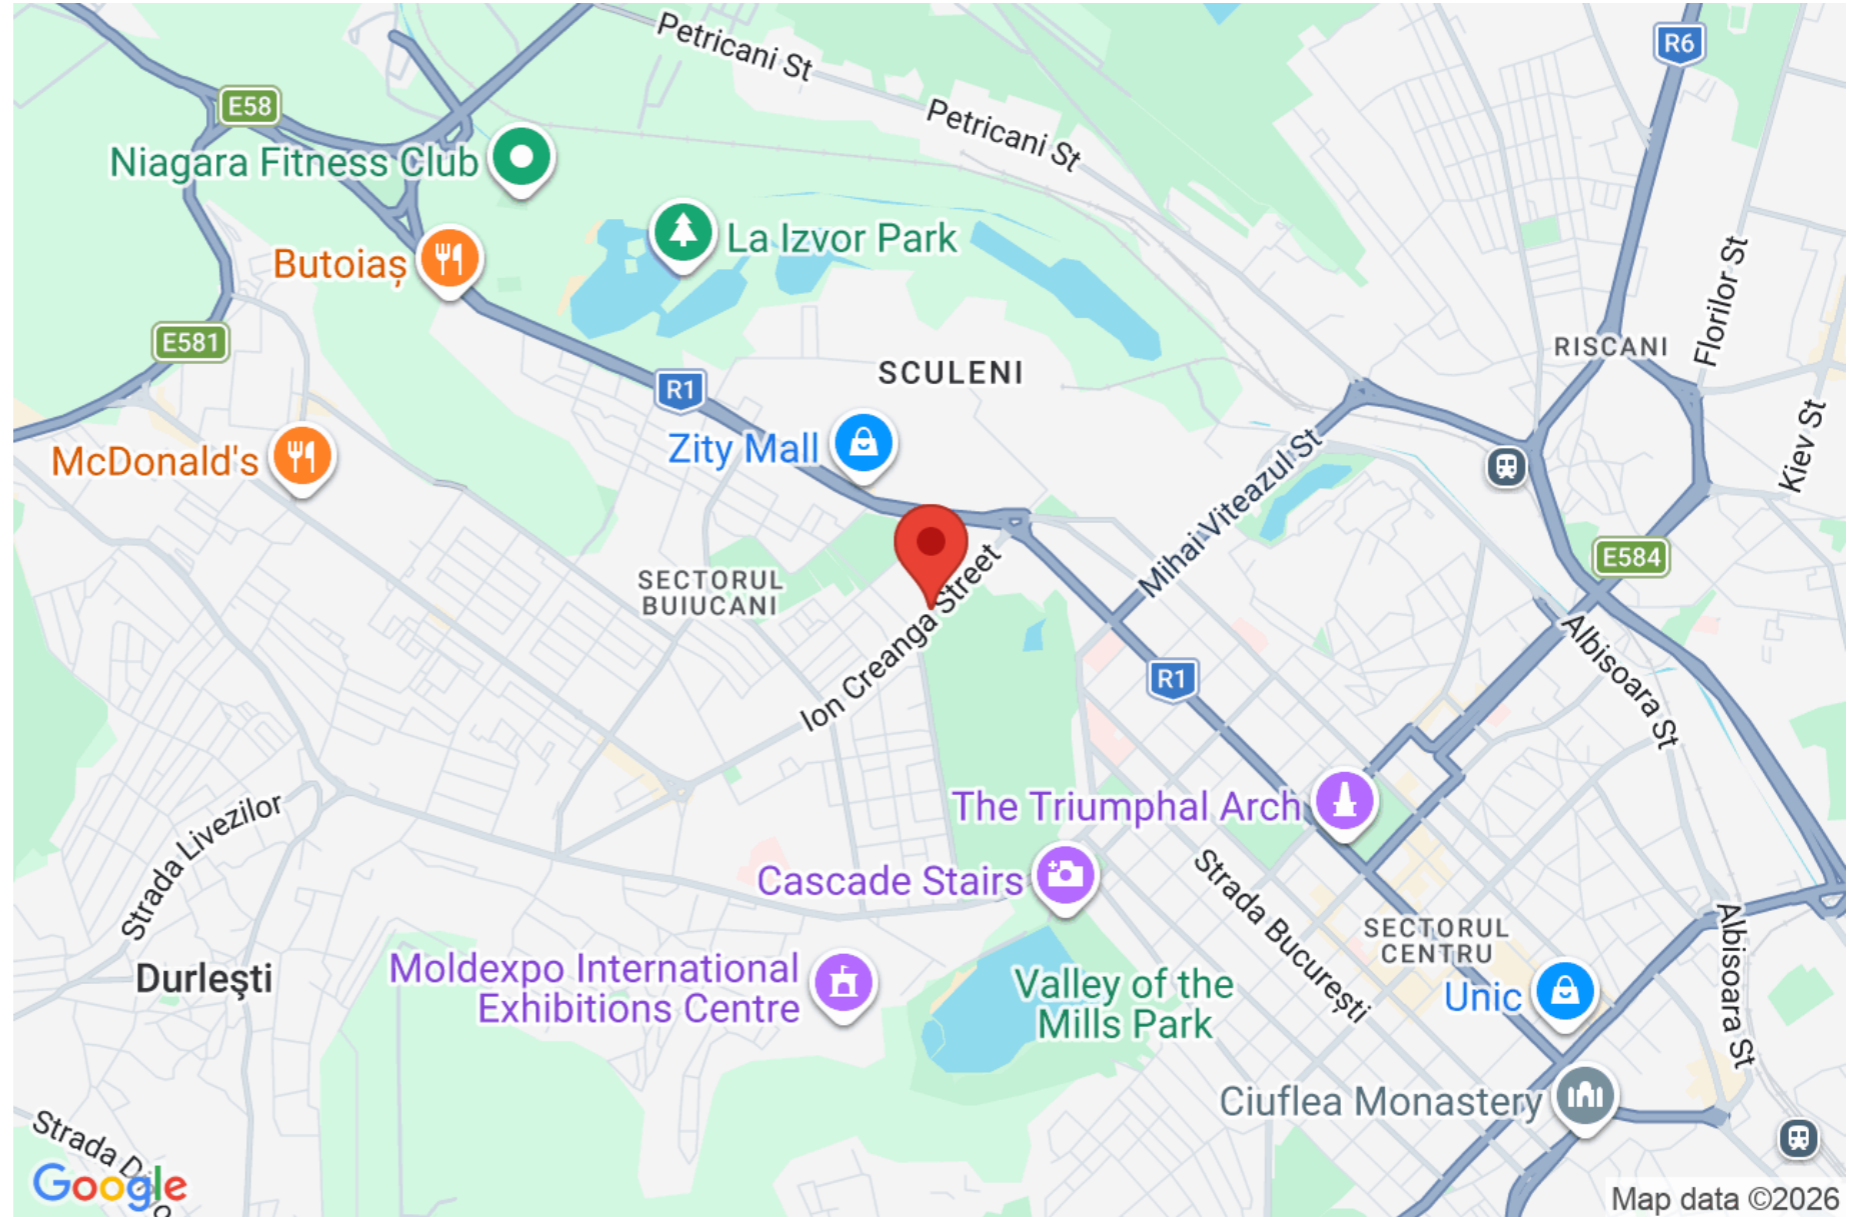 Petricani St
R6
E58
Petricani St
Niagara Fitness Club
La Izvor Park
Butoiaș
Florilor St
E581
RISCANI
SCULENI
R1
Kiev St
Zity Mall
McDonald's
Mihai Viteazul St
E584
SECTORUL
BUIUCANI
Ion Creanga Street
Albisoara St
R1
The Triumphal Arch
Strada Livezilor
Cascade Stairs
Strada București
SECTORUL
CENTRU
Albisoara St
Durleşti
Moldexpo International
Exhibitions Centre
Valley of the
Mills Park
Unic
Ciuflea Monastery
Strada
Google
Map data ©2026